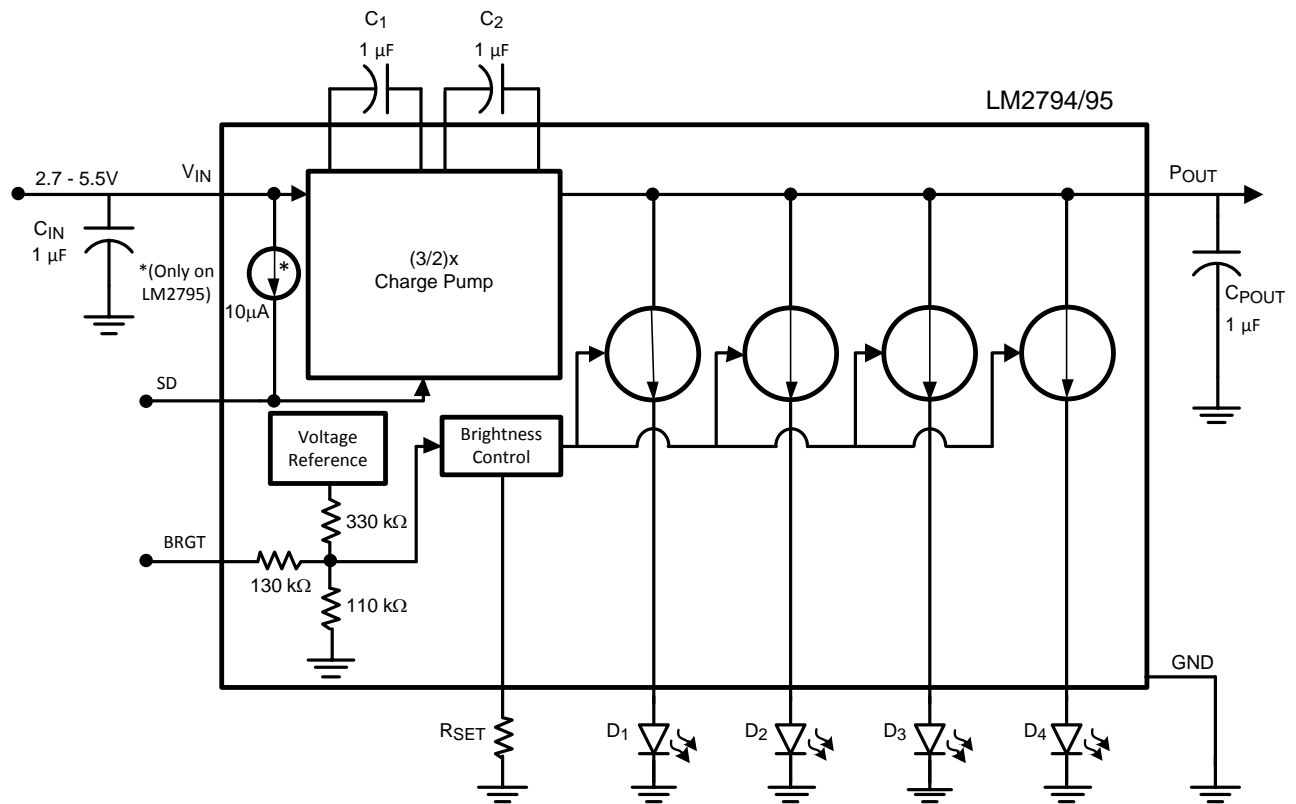 C1
1 µF
C2
1 µF
LM2794/95
2.7 - 5.5V
VIN
POUT
CIN
1 µF
*(Only on
LM2795)
*
10µA
(3/2)x
Charge Pump
CPOUT
1 µF
SD
Voltage
Reference
Brightness
Control
330 kΩ
BRGT
130 kΩ
110 kΩ
GND
RSET
D1
D2
D3
D4